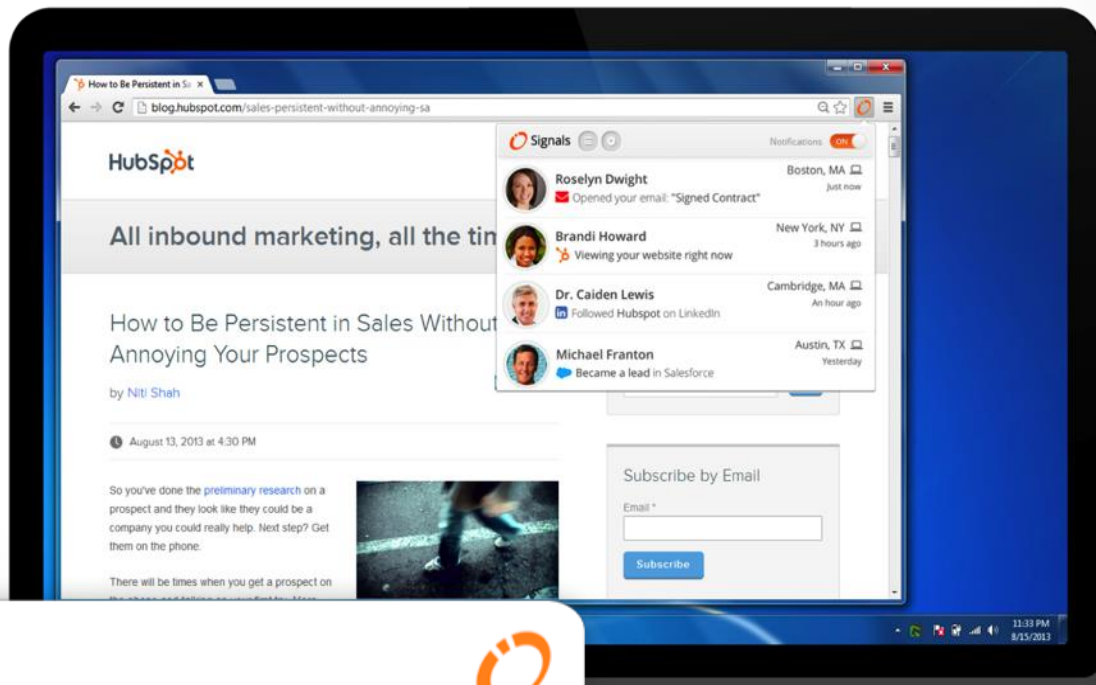 How to Be Persistent in Sa
blog.hubspot.com/sales-persistent-without-annoying-sa
Signals
Notifications ON
HubSpot
Roselyn Dwight
Boston, MA
Opened your email: "Signed Contract"
Just now
All inbound marketing, all the tim
Brandi Howard
New York, NY
Viewing your website right now
3 hours ago
Dr. Caiden Lewis
Cambridge, MA
in Followed Hubspot on LinkedIn
An hour ago
Michael Franton
Austin, TX
Became a lead in Salesforce
Yesterday
How to Be Persistent in Sales Without
Annoying Your Prospects
by Niti Shah
August 13, 2013 at 4:30 PM
So you've done the preliminary research on a
prospect and they look like they could be a
company you could really help. Next step? Get
them on the phone.
There will be times when you get a prospect on
Subscribe by Email
Email *
Subscribe
11:33 PM
8/15/2013